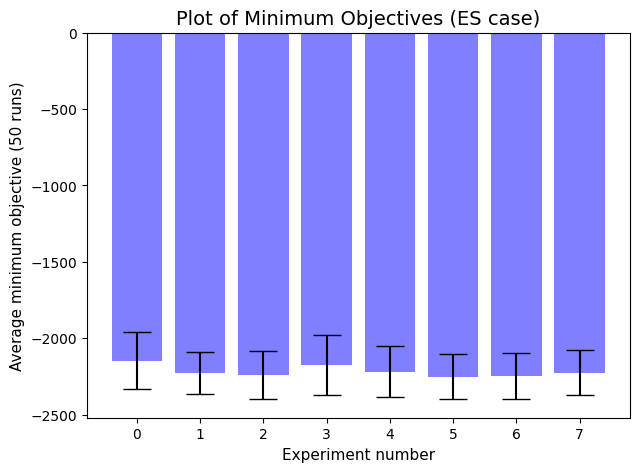 Plot of Minimum Objectives (ES case)
Average minimum objective (50 runs)
0
−500
−1000
−1500
−2000
−2500
0 1 2 3 4 5 6 7
Experiment number